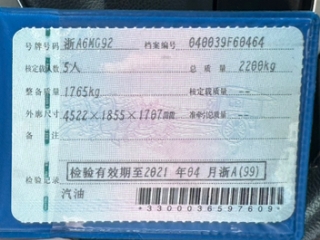 号牌号码 浙A6MG92 档案编号 040039F60464
核定载人数 5人 总质量 2200kg
整备质量 1765kg 核定载质量 --
外廓尺寸 4522×1855×1707mm 准牵引总质量 --
备注
检验记录 检验有效期至2021年04月浙A(99)
汽油
*3300036597609*